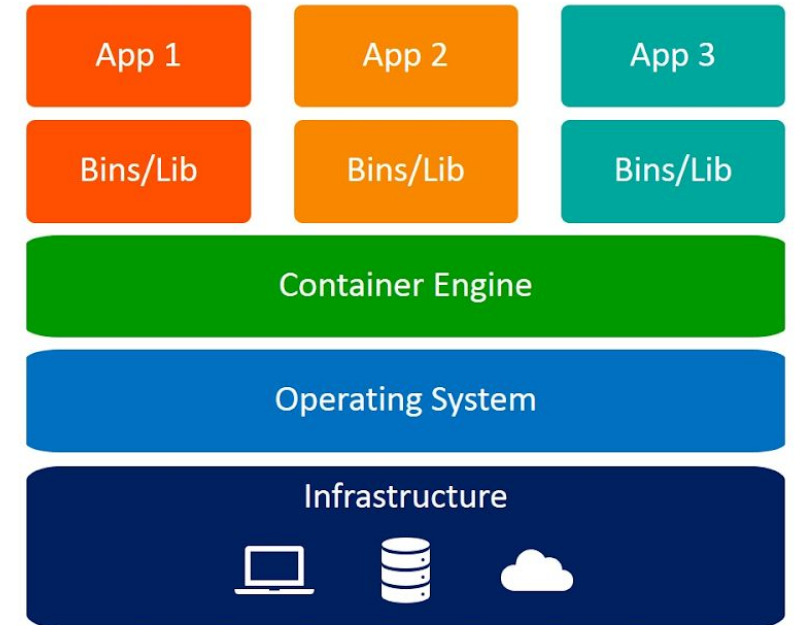 App 1
App 2
App 3
Bins/Lib
Bins/Lib
Bins/Lib
Container Engine
Operating System
Infrastructure